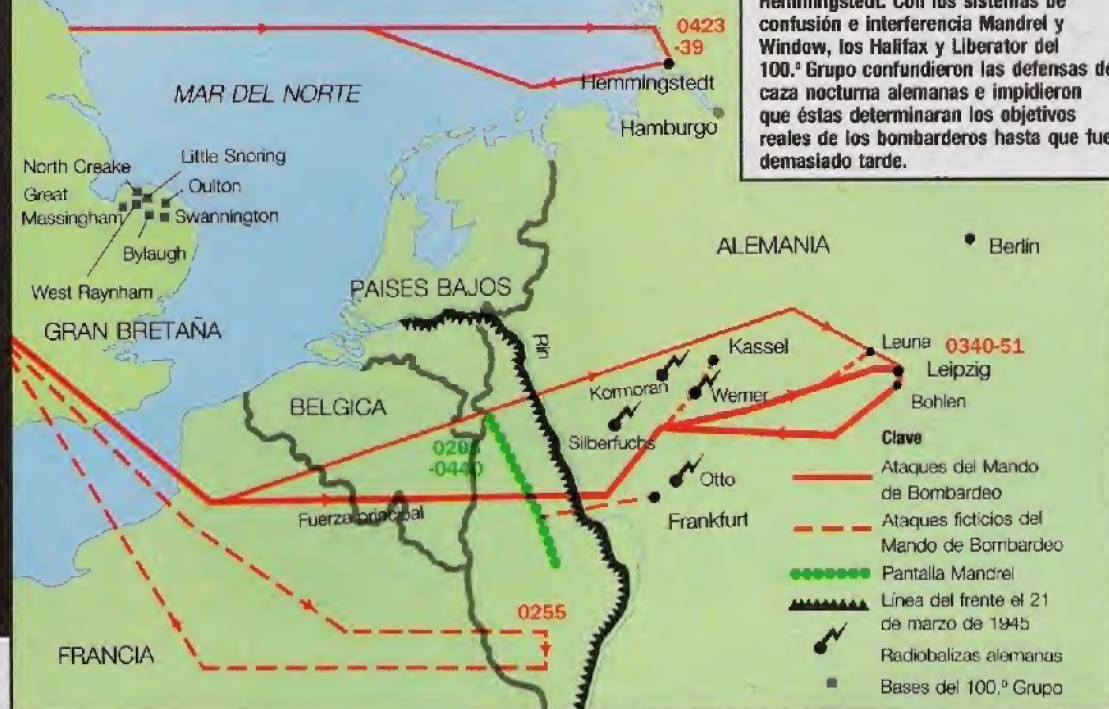 Hemmingstedt. Con los sistemas de
confusión e interferencia Mandrel y
Window, los Halifax y Liberator del
100.º Grupo confundieron las defensas de
caza nocturna alemanas e impidieron
que éstas determinaran los objetivos
reales de los bombarderos hasta que fue
demasiado tarde.
0423
-39
Hemmingstedt
MAR DEL NORTE
Hamburgo
North Creake
Little Snoring
Great
Massingham
Oulton
Swannington
Bylaugh
West Raynham
ALEMANIA
Berlín
PAISES BAJOS
GRAN BRETAÑA
Rin
Leuna
0340-51
Kassel
Leipzig
Kormoran
Werner
Bohlen
BELGICA
Silberfuchs
-0440
Otto
Fuerza principal
Frankfurt
0255
FRANCIA
Clave
Ataques del Mando
de Bombardeo
Ataques ficticios del
Mando de Bombardeo
Pantalla Mandrel
Línea del frente el 21
de marzo de 1945
Radiobalizas alemanas
Bases del 100.º Grupo